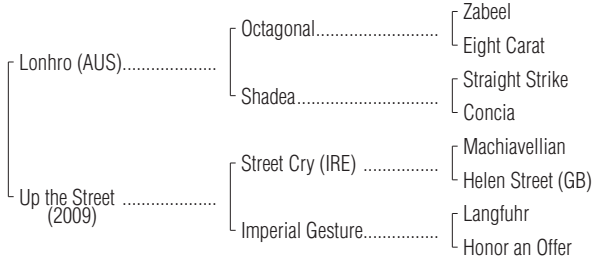 Zabeel
Octagonal..........................
Eight Carat
Lonhro (AUS)....................
Straight Strike
Shadea..............................
Concia
Machiavellian
Street Cry (IRE) ................
Helen Street (GB)
Up the Street ....................
(2009)
Langfuhr
Imperial Gesture................
Honor an Offer